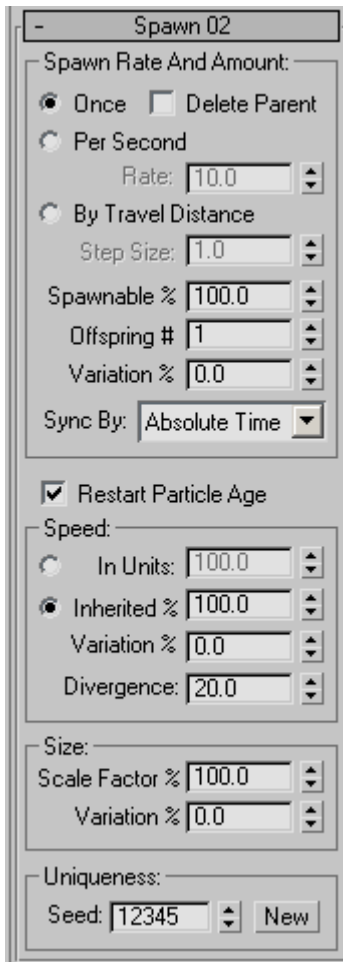 - Spawn 02
Spawn Rate And Amount:
Once Delete Parent
Per Second
Rate: 10.0
By Travel Distance
Step Size: 1.0
Spawnable % 100.0
Offspring # 1
Variation % 0.0
Sync By: Absolute Time
Restart Particle Age
Speed:
In Units: 100.0
Inherited % 100.0
Variation % 0.0
Divergence: 20.0
Size:
Scale Factor % 100.0
Variation % 0.0
Uniqueness:
Seed: 12345 New